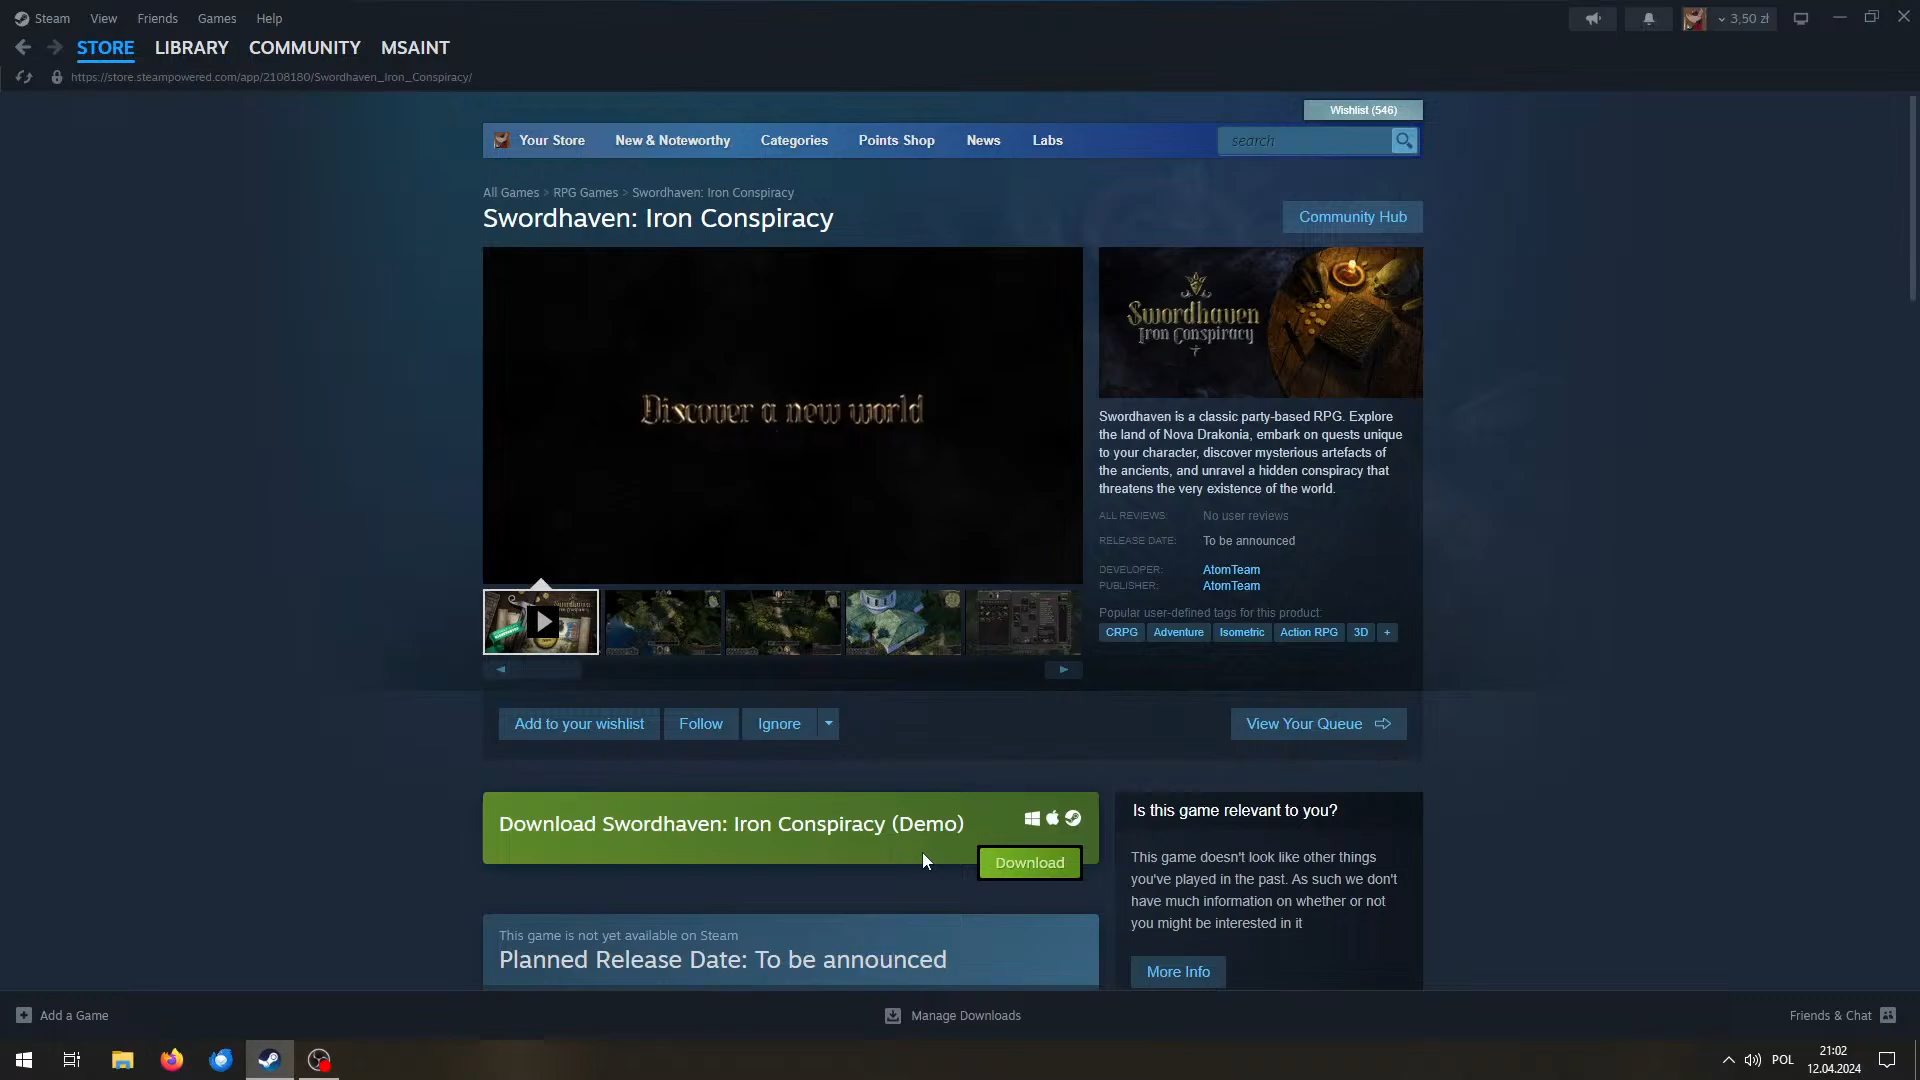 Steam View Friends Games Help
3,50 zł
STORE LIBRARY COMMUNITY MSAINT
https://store.steampowered.com/app/2108180/Swordhaven_Iron_Conspiracy/
Wishlist (546)
Your Store New & Noteworthy Categories Points Shop News Labs search
All Games > RPG Games > Swordhaven: Iron Conspiracy
Swordhaven: Iron Conspiracy
Community Hub
Discover a new world
Swordhaven
Iron Conspiracy
Swordhaven is a classic party-based RPG. Explore
the land of Nova Drakonia, embark on quests unique
to your character, discover mysterious artefacts of
the ancients, and unravel a hidden conspiracy that
threatens the very existence of the world.
ALL REVIEWS: No user reviews
RELEASE DATE: To be announced
DEVELOPER: AtomTeam
PUBLISHER: AtomTeam
Popular user-defined tags for this product:
CRPG Adventure Isometric Action RPG 3D +
Add to your wishlist Follow Ignore View Your Queue
Download Swordhaven: Iron Conspiracy (Demo)
Download
Is this game relevant to you?
This game doesn't look like other things
you've played in the past. As such we don't
have much information on whether or not
you might be interested in it
More Info
This game is not yet available on Steam
Planned Release Date: To be announced
Add a Game Manage Downloads Friends & Chat
POL
21:02
12.04.2024